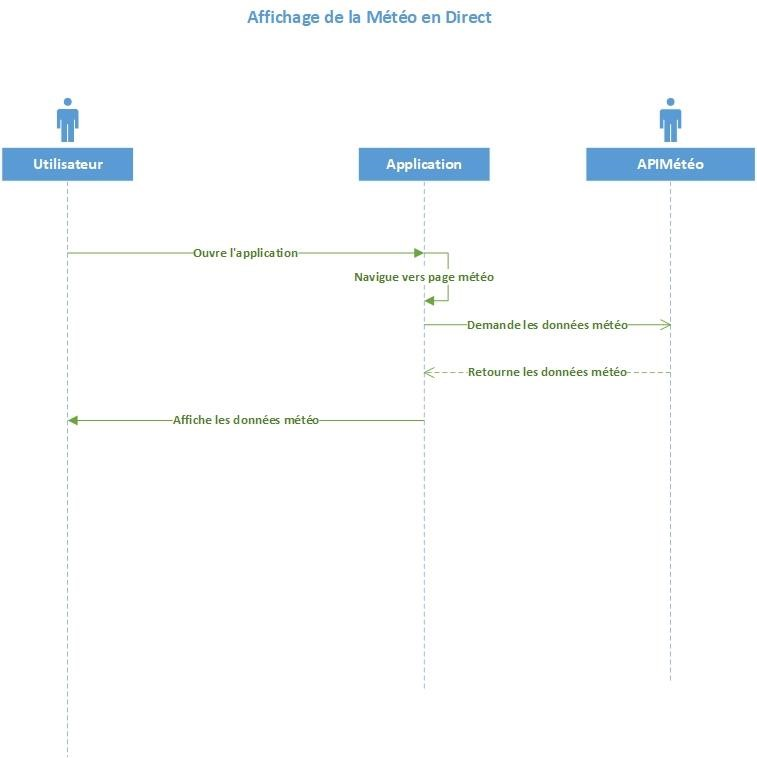 Affichage de la Météo en Direct
Utilisateur
Application
APIMétéo
Ouvre l'application
Navigue vers page météo
Demande les données météo
Retourne les données météo
Affiche les données météo